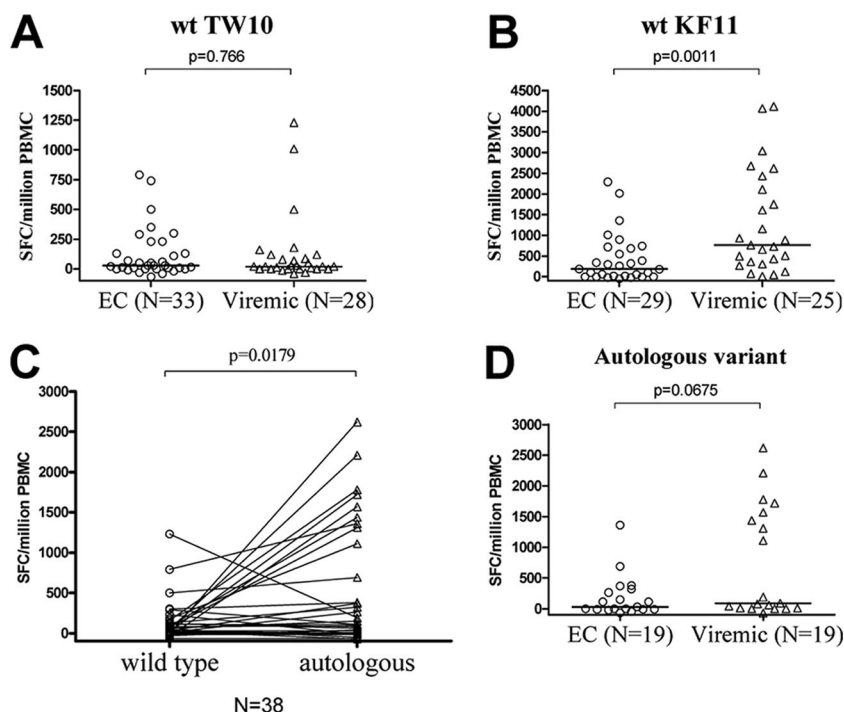 A
wt TW10
p=0.766
SFC/million PBMC
1500
1250
1000
750
500
250
0
EC (N=33)
Viremic (N=28)
B
wt KF11
p=0.0011
SFC/million PBMC
4500
4000
3500
3000
2500
2000
1500
1000
500
0
EC (N=29)
Viremic (N=25)
C
p=0.0179
SFC/million PBMC
3000
2500
2000
1500
1000
500
0
wild type
autologous
N=38
D
Autologous variant
p=0.0675
SFC/million PBMC
3000
2500
2000
1500
1000
500
0
EC (N=19)
Viremic (N=19)